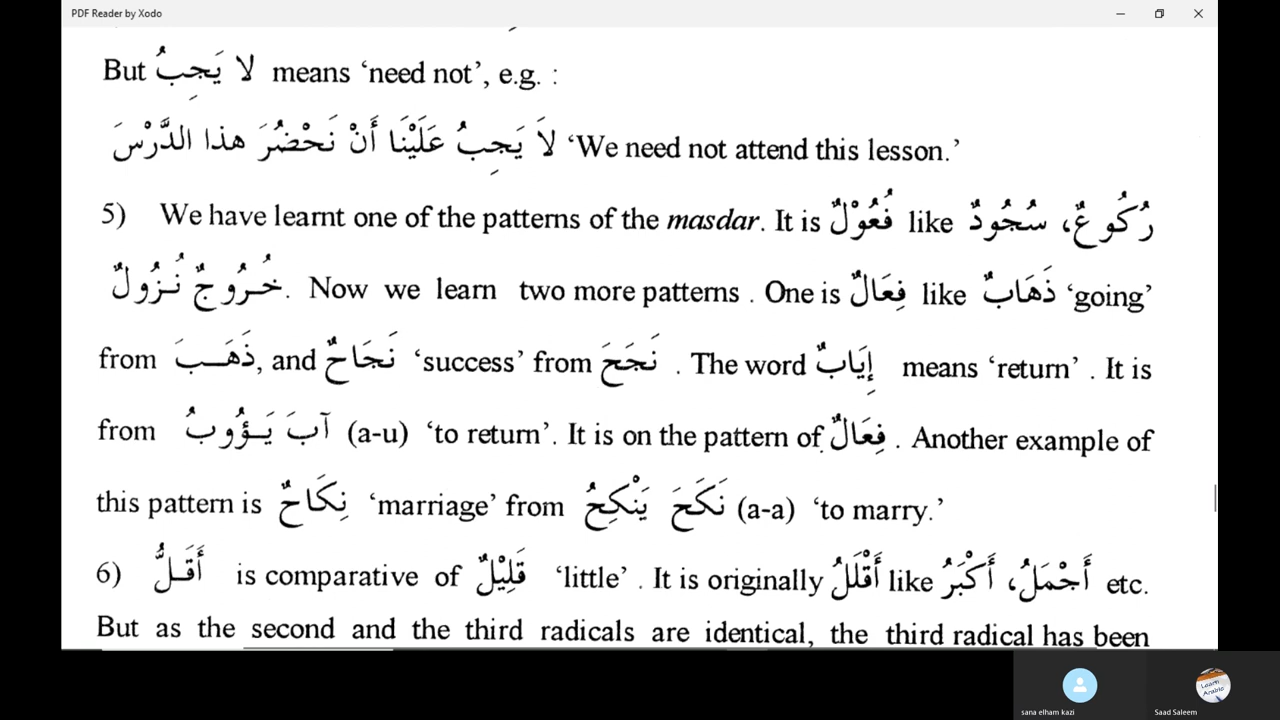 PDF Reader by Xodo
But لا يَجِبُ means ‘need not’, e.g. :
لاَ يَجِبُ عَلَيْنَا أَنْ نَحْضُرَ هذا الدَّرْسَ ‘We need not attend this lesson.’
5) We have learnt one of the patterns of the masdar. It is فُعُوْلٌ like رُكُوعٌ، سُجُودٌ
خُرُوجٌ نُزُولٌ. Now we learn two more patterns . One is فِعَالٌ like ذَهَابٌ ‘going’
from ذَهَبَ, and نَجَاحٌ ‘success’ from نَجَحَ . The word إِيَابٌ means ‘return’ . It is
from آبَ يَؤُوبُ (a-u) ‘to return’. It is on the pattern of فِعَالٌ . Another example of
this pattern is نِكَاحٌ ‘marriage’ from نَكَحَ يَنْكِحُ (a-a) ‘to marry.’
6) أَقَلُّ is comparative of قَلِيْلٌ ‘little’ . It is originally أَقْلَلُ like أَجْمَلُ، أَكْبَرُ etc.
But as the second and the third radicals are identical, the third radical has been
sana elham kazi
Saad Saleem
Learn Arabic